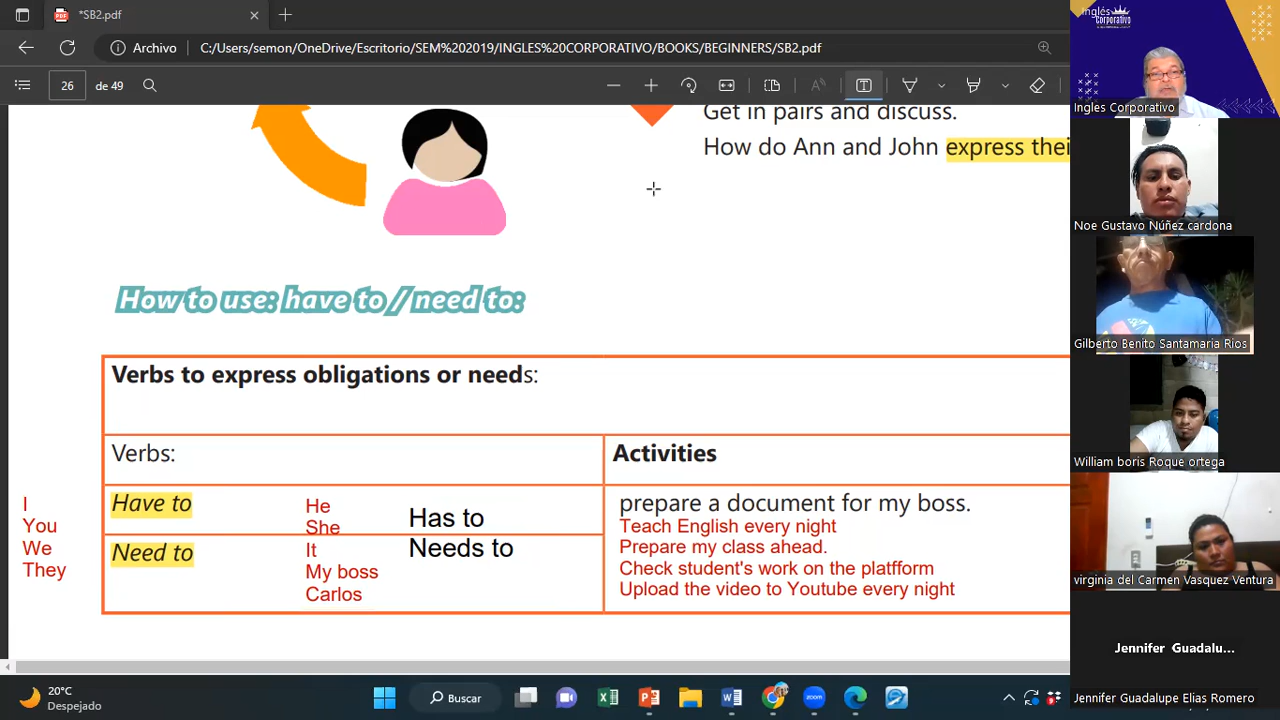 *SB2.pdf
Archivo
C:/Users/semon/OneDrive/Escritorio/SEM%202019/INGLES%20CORPORATIVO/BOOKS/BEGINNERS/SB2.pdf
26 de 49
Get in pairs and discuss.
How do Ann and John express thei
How to use: have to / need to:
Verbs to express obligations or needs:
Verbs:
Activities
I
You
We
They
Have to
Need to
He
She
It
My boss
Carlos
Has to
Needs to
prepare a document for my boss.
Teach English every night
Prepare my class ahead.
Check student's work on the platfform
Upload the video to Youtube every night
Inglés
Corporativo
Ingles Corporativo
Noe Gustavo Núñez cardona
Gilberto Benito Santamaria Rios
William boris Roque ortega
virginia del Carmen Vasquez Ventura
Jennifer Guadalu...
Jennifer Guadalupe Elias Romero
20°C
Despejado
Buscar